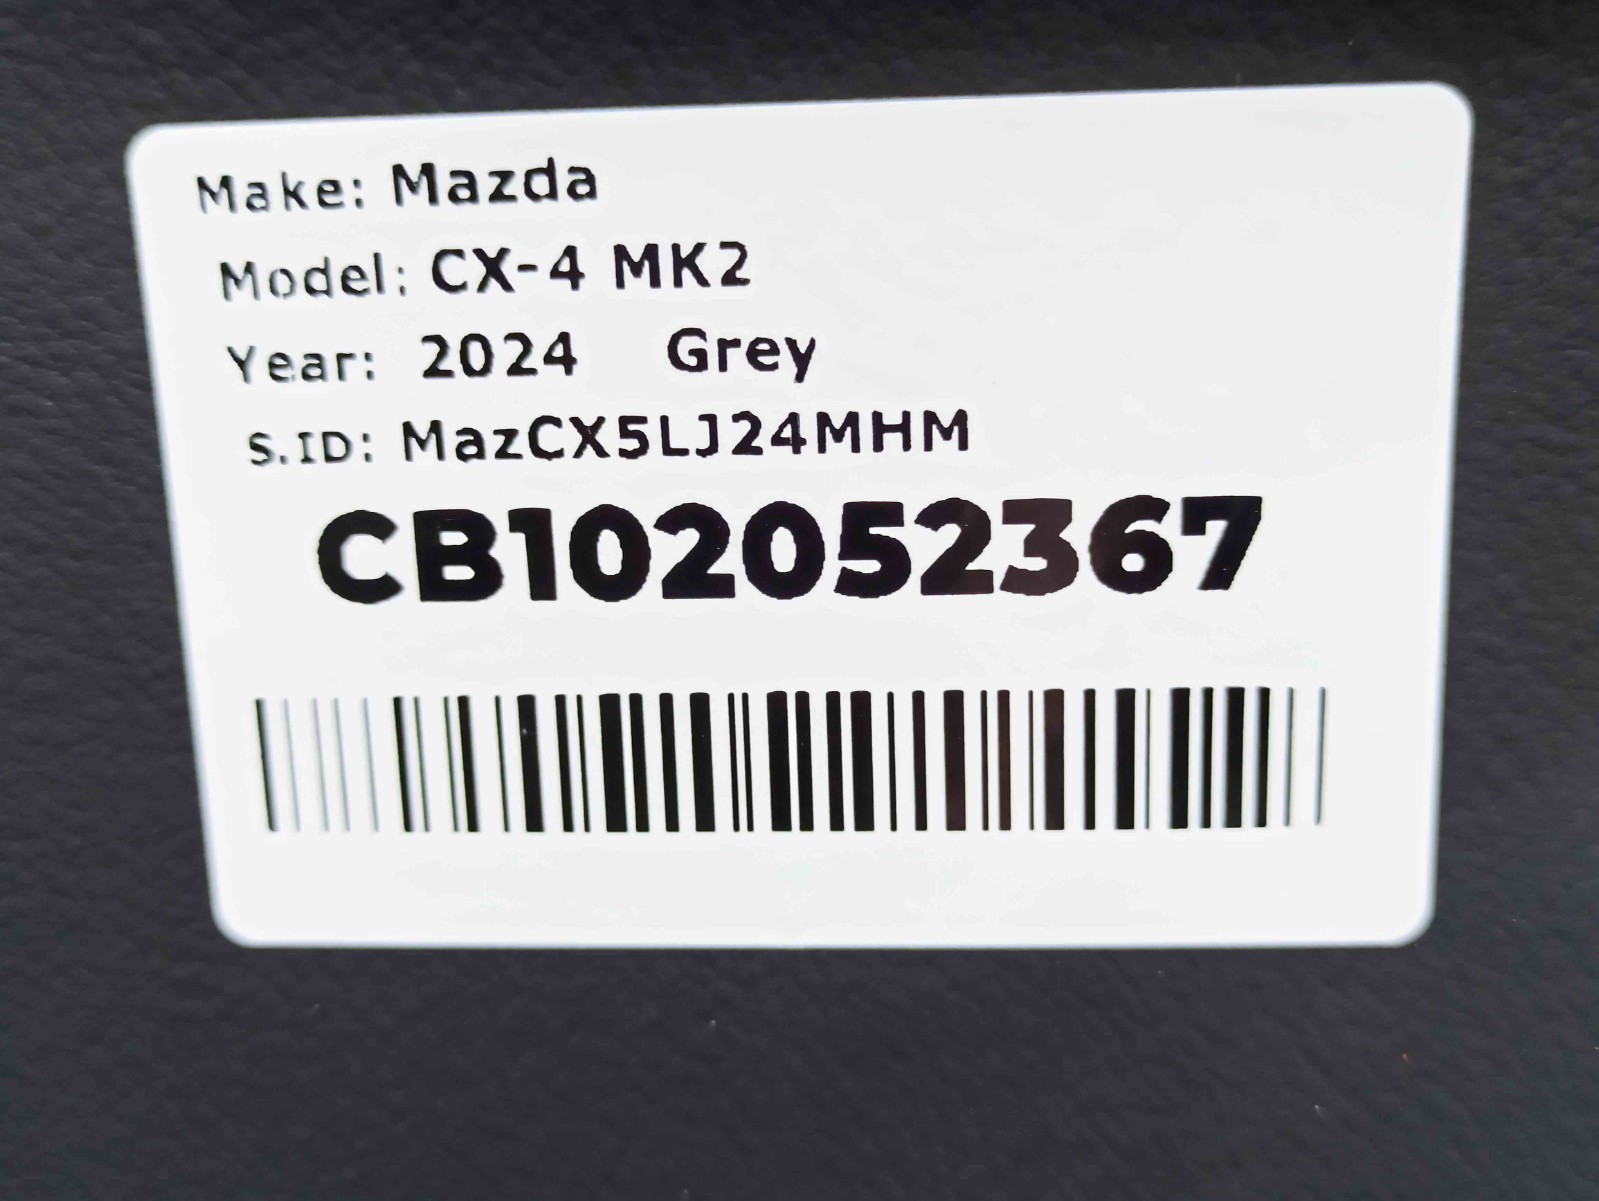 Make: Mazda
Model: CX-4 MK2
Year: 2024 Grey
S.ID: MazCX5LJ24MHM
CB102052367